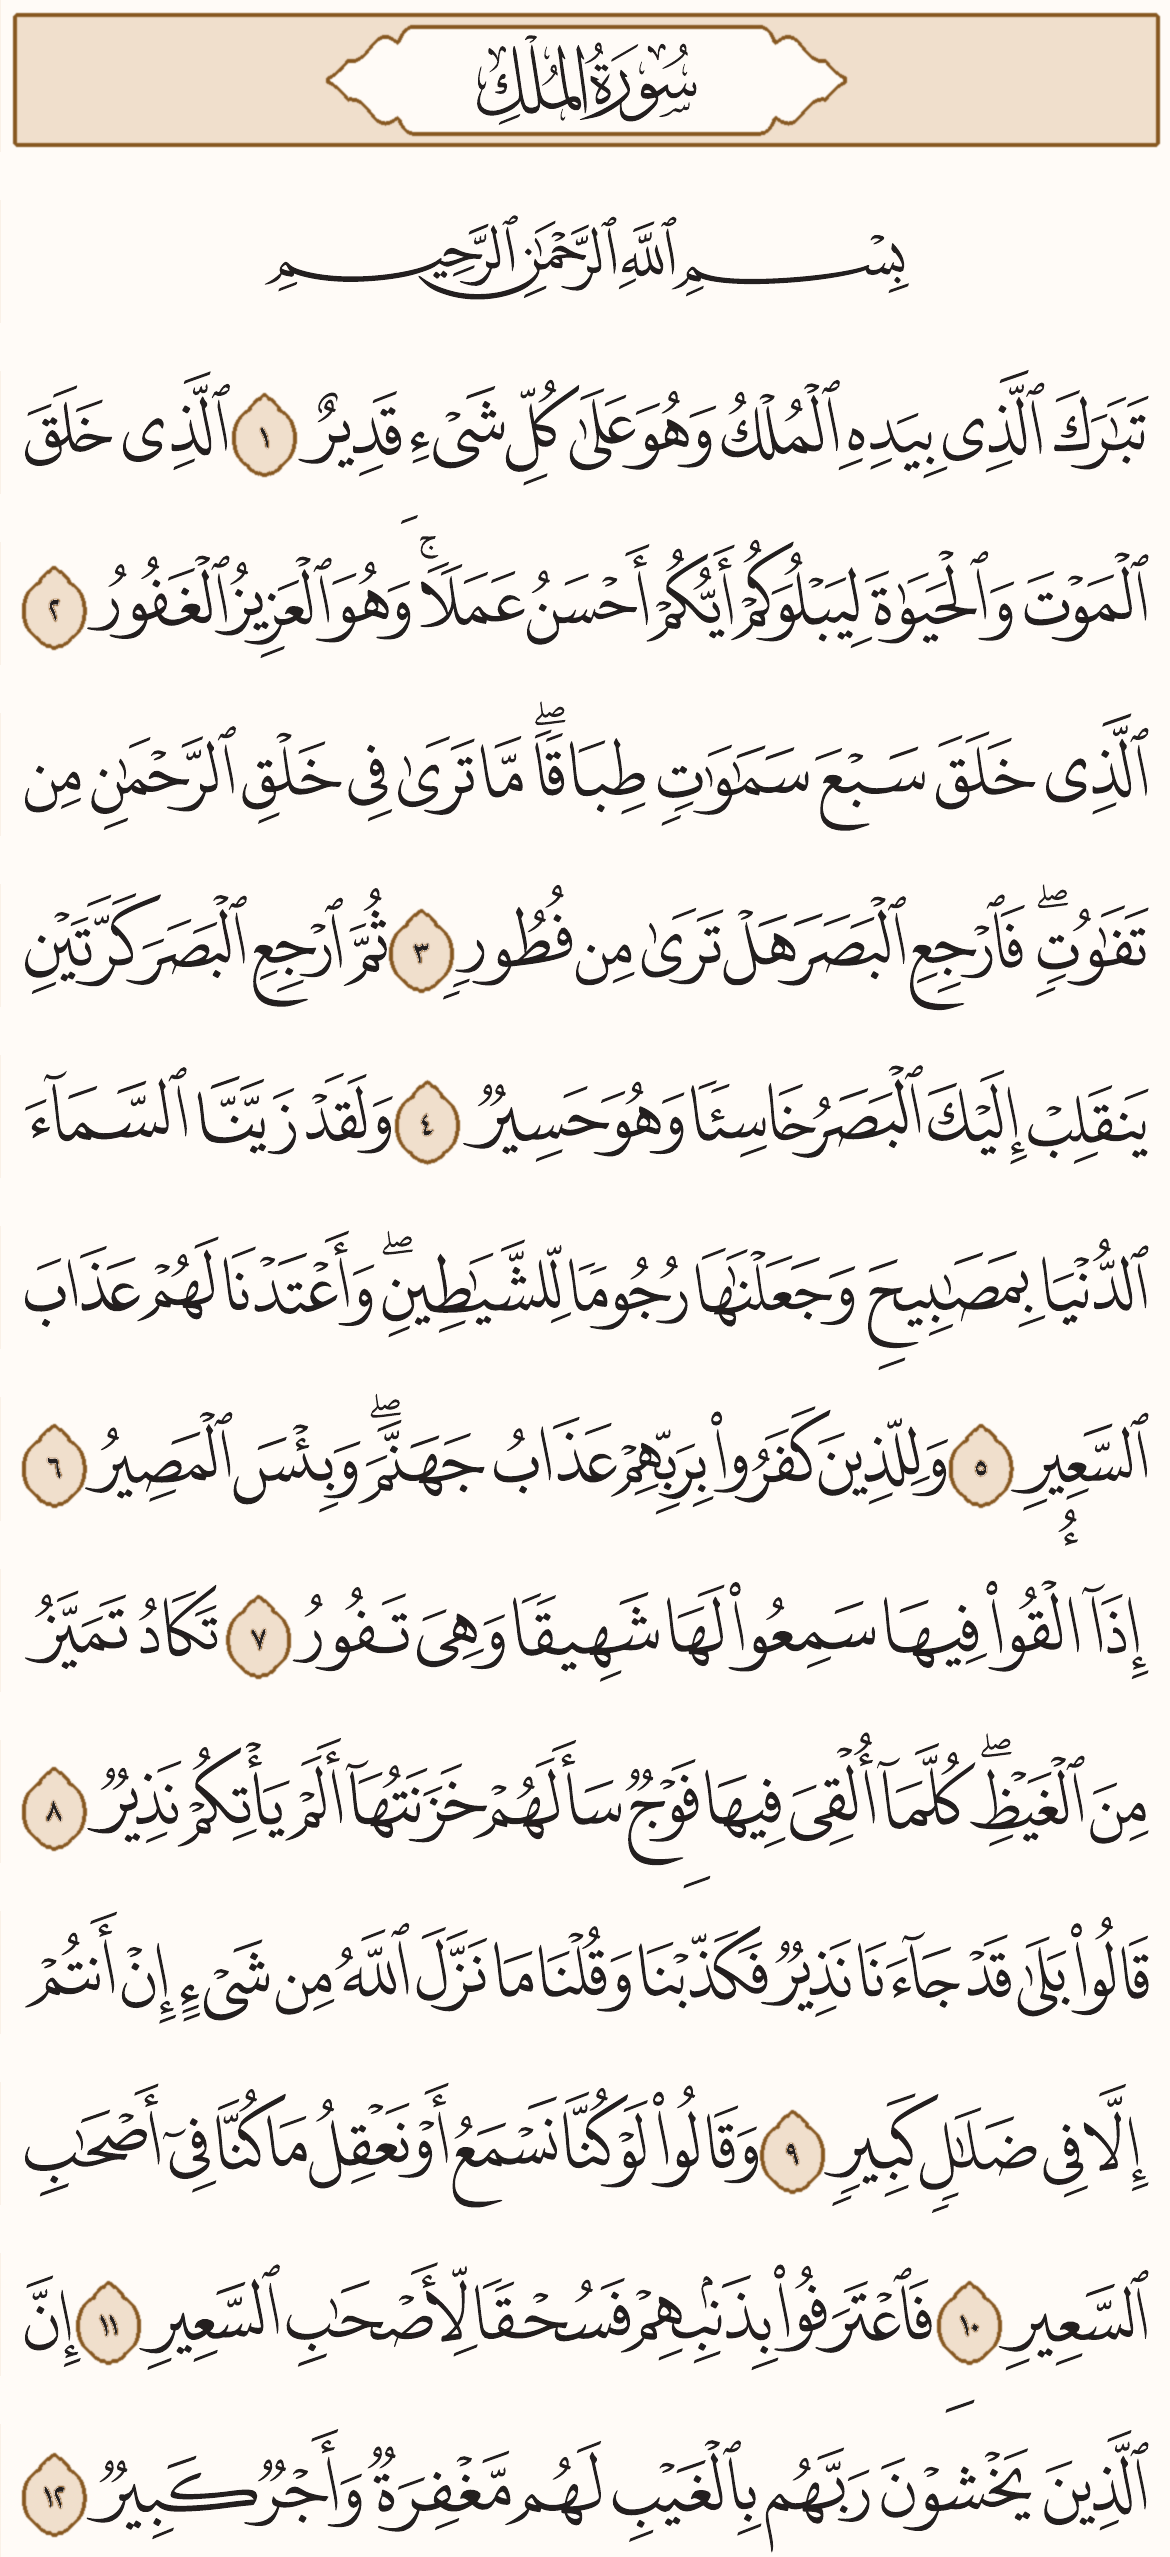 سُورَةُ الْمُلْكِ
بِسْمِ ٱللَّهِ ٱلرَّحْمَٰنِ ٱلرَّحِيمِ
تَبَٰرَكَ ٱلَّذِى بِيَدِهِ ٱلْمُلْكُ وَهُوَ عَلَىٰ كُلِّ شَىْءٍ قَدِيرٌ ١ ٱلَّذِى خَلَقَ
ٱلْمَوْتَ وَٱلْحَيَوٰةَ لِيَبْلُوَكُمْ أَيُّكُمْ أَحْسَنُ عَمَلًاۚ وَهُوَ ٱلْعَزِيزُ ٱلْغَفُورُ ٢
ٱلَّذِى خَلَقَ سَبْعَ سَمَٰوَٰتٍ طِبَاقًاۖ مَّا تَرَىٰ فِى خَلْقِ ٱلرَّحْمَٰنِ مِن
تَفَٰوُتٍۖ فَٱرْجِعِ ٱلْبَصَرَ هَلْ تَرَىٰ مِن فُطُورٍ ٣ ثُمَّ ٱرْجِعِ ٱلْبَصَرَ كَرَّتَيْنِ
يَنقَلِبْ إِلَيْكَ ٱلْبَصَرُ خَاسِئًا وَهُوَ حَسِيرٌ ٤ وَلَقَدْ زَيَّنَّا ٱلسَّمَآءَ
ٱلدُّنْيَا بِمَصَٰبِيحَ وَجَعَلْنَٰهَا رُجُومًا لِّلشَّيَٰطِينِۖ وَأَعْتَدْنَا لَهُمْ عَذَابَ
ٱلسَّعِيرِ ٥ وَلِلَّذِينَ كَفَرُوا۟ بِرَبِّهِمْ عَذَابُ جَهَنَّمَۖ وَبِئْسَ ٱلْمَصِيرُ ٦
إِذَآ أُلْقُوا۟ فِيهَا سَمِعُوا۟ لَهَا شَهِيقًا وَهِىَ تَفُورُ ٧ تَكَادُ تَمَيَّزُ
مِنَ ٱلْغَيْظِۖ كُلَّمَآ أُلْقِىَ فِيهَا فَوْجٌ سَأَلَهُمْ خَزَنَتُهَآ أَلَمْ يَأْتِكُمْ نَذِيرٌ ٨
قَالُوا۟ بَلَىٰ قَدْ جَآءَنَا نَذِيرٌ فَكَذَّبْنَا وَقُلْنَا مَا نَزَّلَ ٱللَّهُ مِن شَىْءٍ إِنْ أَنتُمْ
إِلَّا فِى ضَلَٰلٍ كَبِيرٍ ٩ وَقَالُوا۟ لَوْ كُنَّا نَسْمَعُ أَوْ نَعْقِلُ مَا كُنَّا فِىٓ أَصْحَٰبِ
ٱلسَّعِيرِ ١٠ فَٱعْتَرَفُوا۟ بِذَنۢبِهِمْ فَسُحْقًا لِّأَصْحَٰبِ ٱلسَّعِيرِ ١١ إِنَّ
ٱلَّذِينَ يَخْشَوْنَ رَبَّهُم بِٱلْغَيْبِ لَهُم مَّغْفِرَةٌ وَأَجْرٌ كَبِيرٌ ١٢